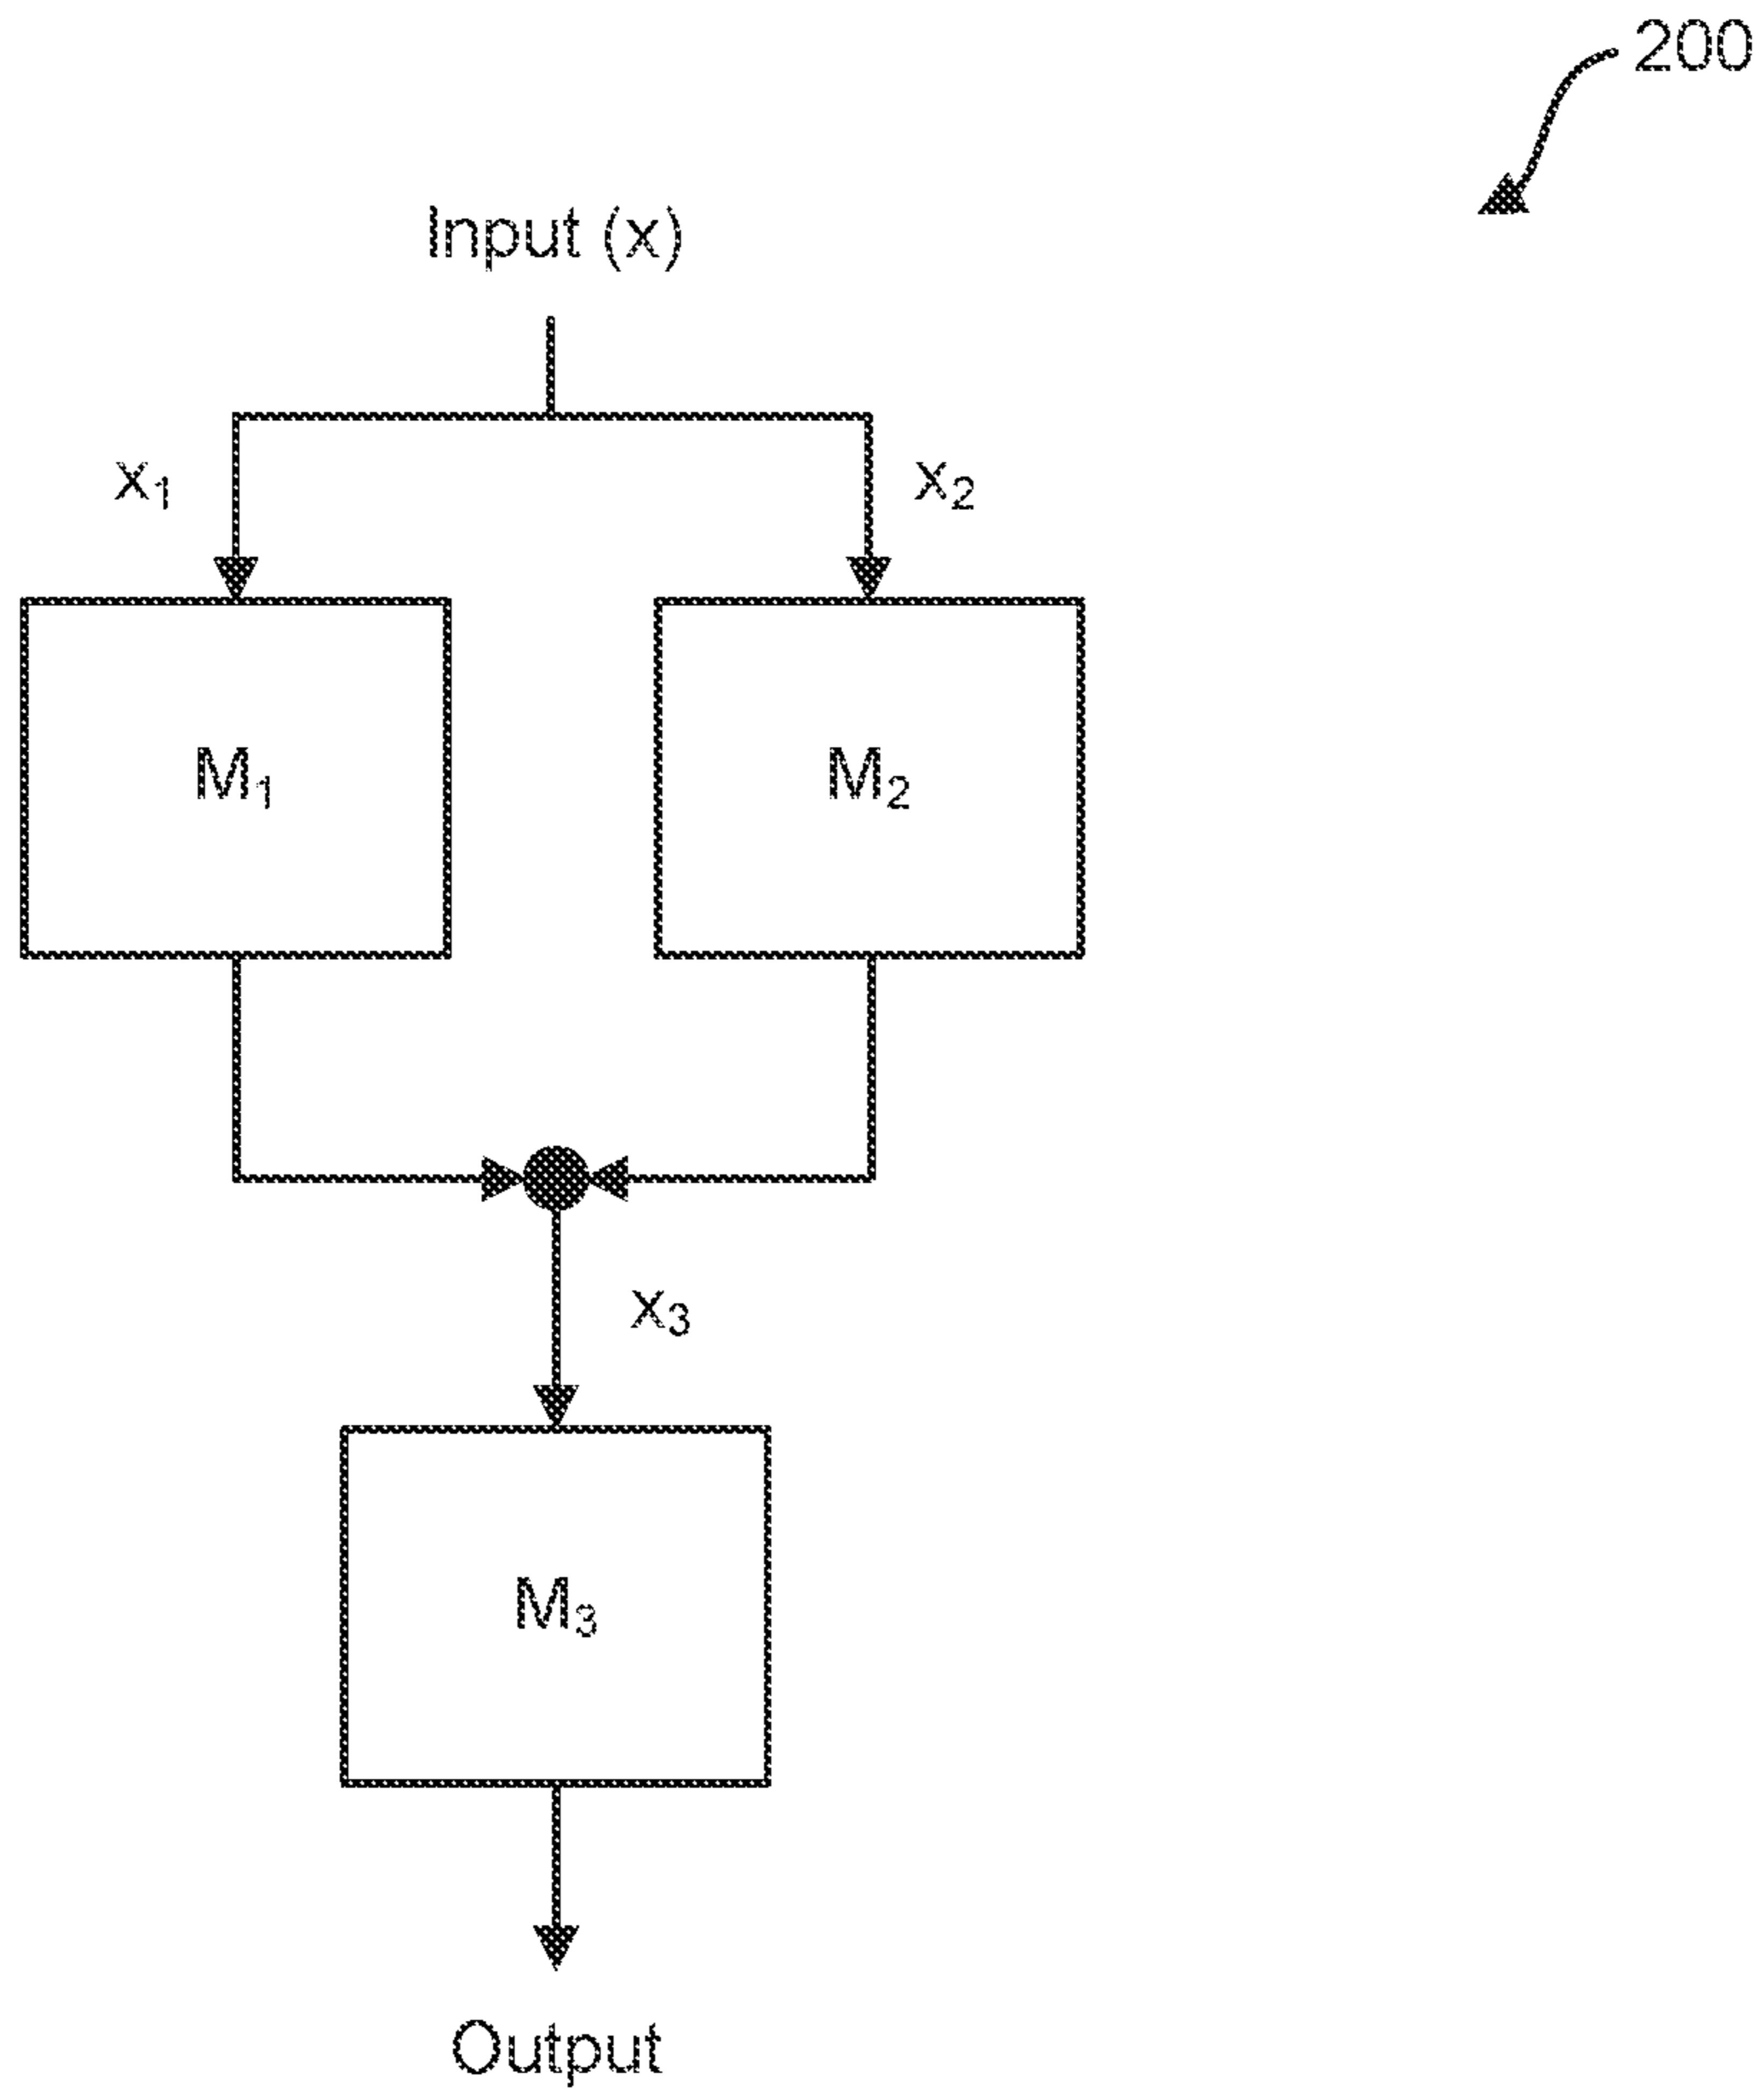 200
Input (x)
x₁
x₂
M₁
M₂
x₃
M₃
Output